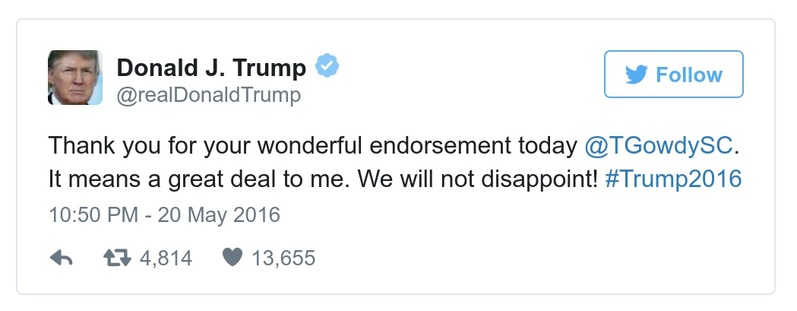 Donald J. Trump
Follow
@realDonaldTrump
Thank you for your wonderful endorsement today @TGowdySC.
It means a great deal to me. We will not disappoint! #Trump2016
10:50 PM - 20 May 2016
4,814 13,655